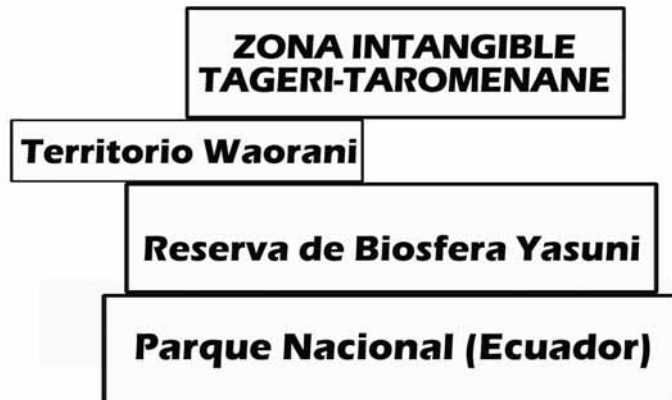 ZONA INTANGIBLE
TAGERI-TAROMENANE
Territorio Waorani
Reserva de Biosfera Yasuni
Parque Nacional (Ecuador)